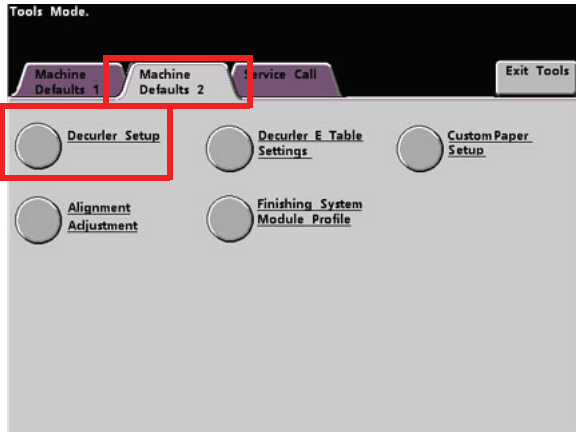 Tools Mode.
Machine
Defaults 1
Machine
Defaults 2
Service Call
Exit Tools
Decurler Setup
Decurler E Table
Settings
Custom Paper
Setup
Alignment
Adjustment
Finishing System
Module Profile